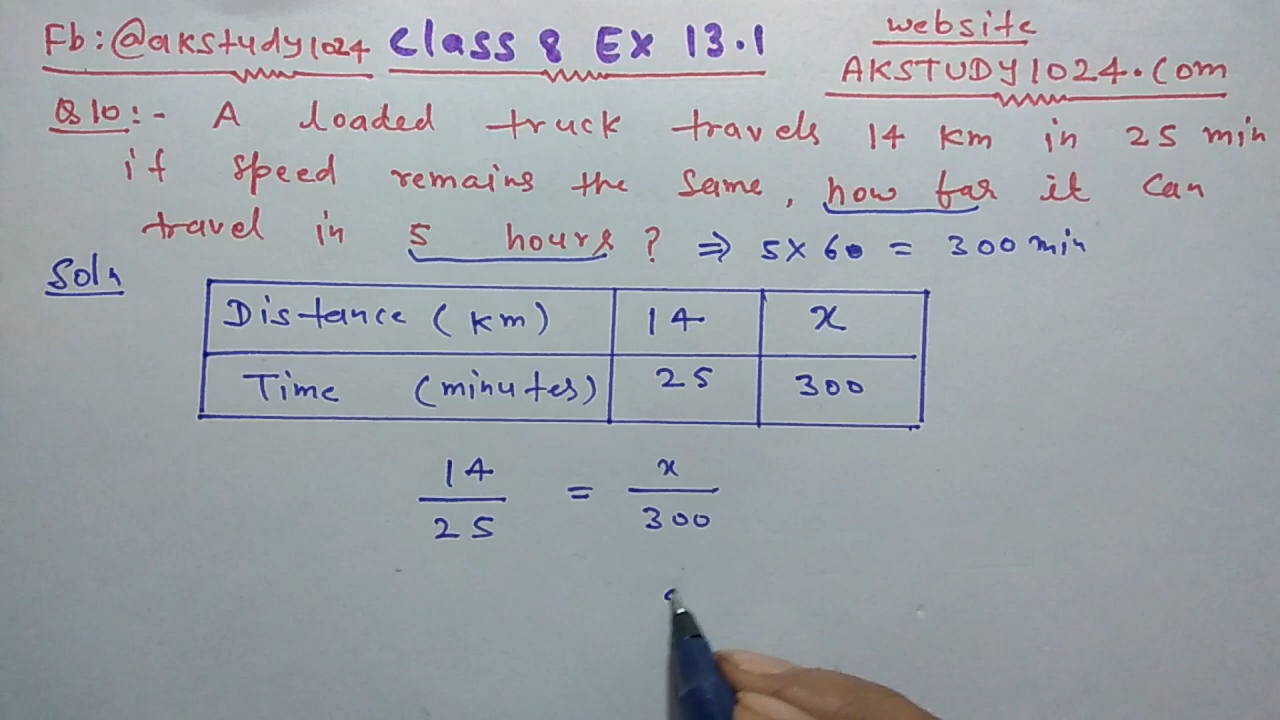 Fb:@akstudy1024 Class 8 Ex 13.1 website
AKSTUDY1024.Com
Q10:- A loaded truck travels 14 km in 25 min
if speed remains the same, how far it can
travel in 5 hours? ⇒ 5×60 = 300 min
Soln
Distance (km) 14 x
Time (minutes) 25 300
14 = x
25 300